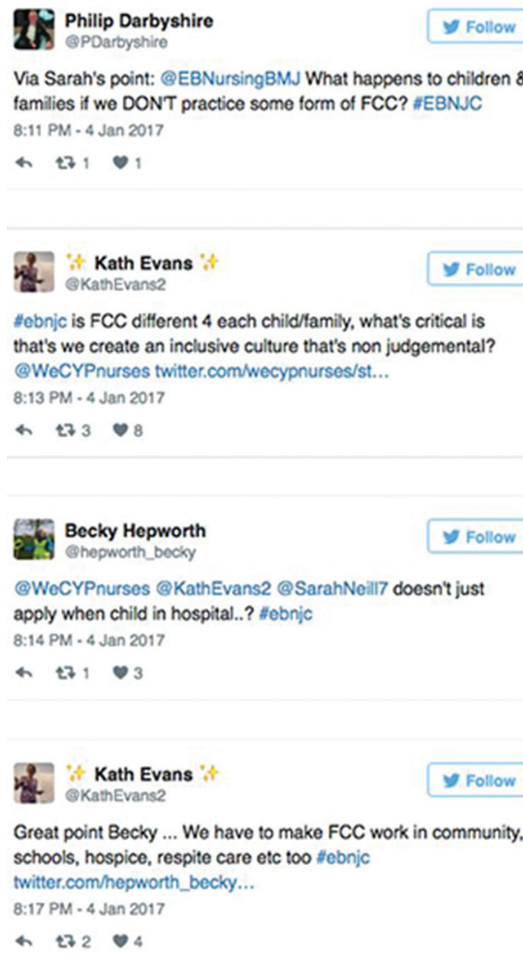 Philip Darbyshire
@PDarbyshire
Follow
Via Sarah's point: @EBNursingBMJ What happens to children &
families if we DON'T practice some form of FCC? #EBNJC
8:11 PM - 4 Jan 2017
1 1
Kath Evans
@KathEvans2
Follow
#ebnjc is FCC different 4 each child/family, what's critical is
that's we create an inclusive culture that's non judgemental?
@WeCYPnurses twitter.com/wecypnurses/st...
8:13 PM - 4 Jan 2017
3 8
Becky Hepworth
@hepworth_becky
Follow
@WeCYPnurses @KathEvans2 @SarahNeill7 doesn't just
apply when child in hospital..? #ebnjc
8:14 PM - 4 Jan 2017
1 3
Kath Evans
@KathEvans2
Follow
Great point Becky ... We have to make FCC work in community,
schools, hospice, respite care etc too #ebnjc
twitter.com/hepworth_becky...
8:17 PM - 4 Jan 2017
2 4